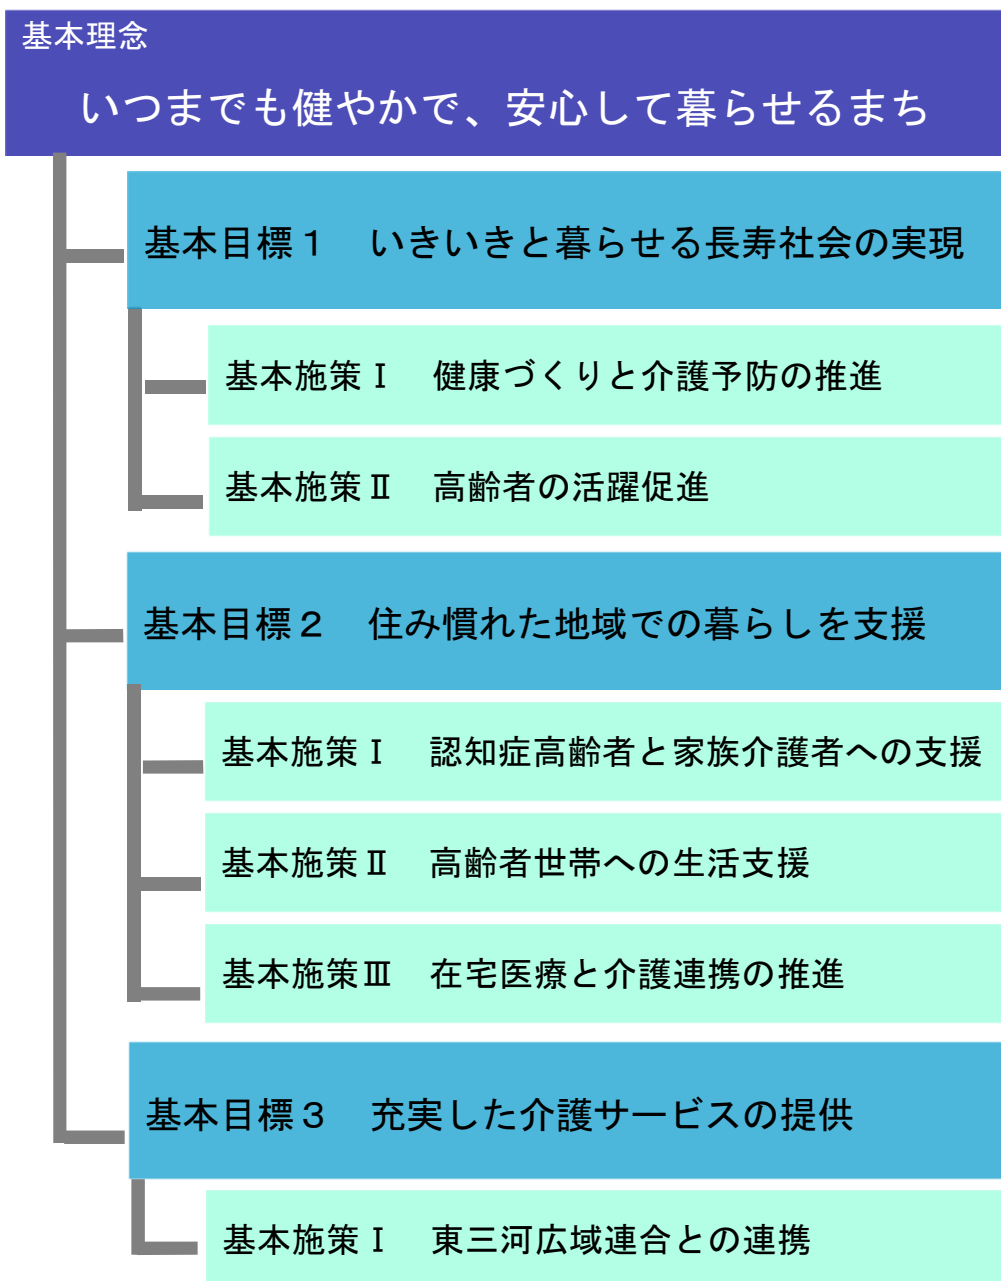 基本理念
いつまでも健やかで、安心して暮らせるまち
基本目標１　いきいきと暮らせる長寿社会の実現
基本施策Ⅰ　健康づくりと介護予防の推進
基本施策Ⅱ　高齢者の活躍促進
基本目標２　住み慣れた地域での暮らしを支援
基本施策Ⅰ　認知症高齢者と家族介護者への支援
基本施策Ⅱ　高齢者世帯への生活支援
基本施策Ⅲ　在宅医療と介護連携の推進
基本目標３　充実した介護サービスの提供
基本施策Ⅰ　東三河広域連合との連携